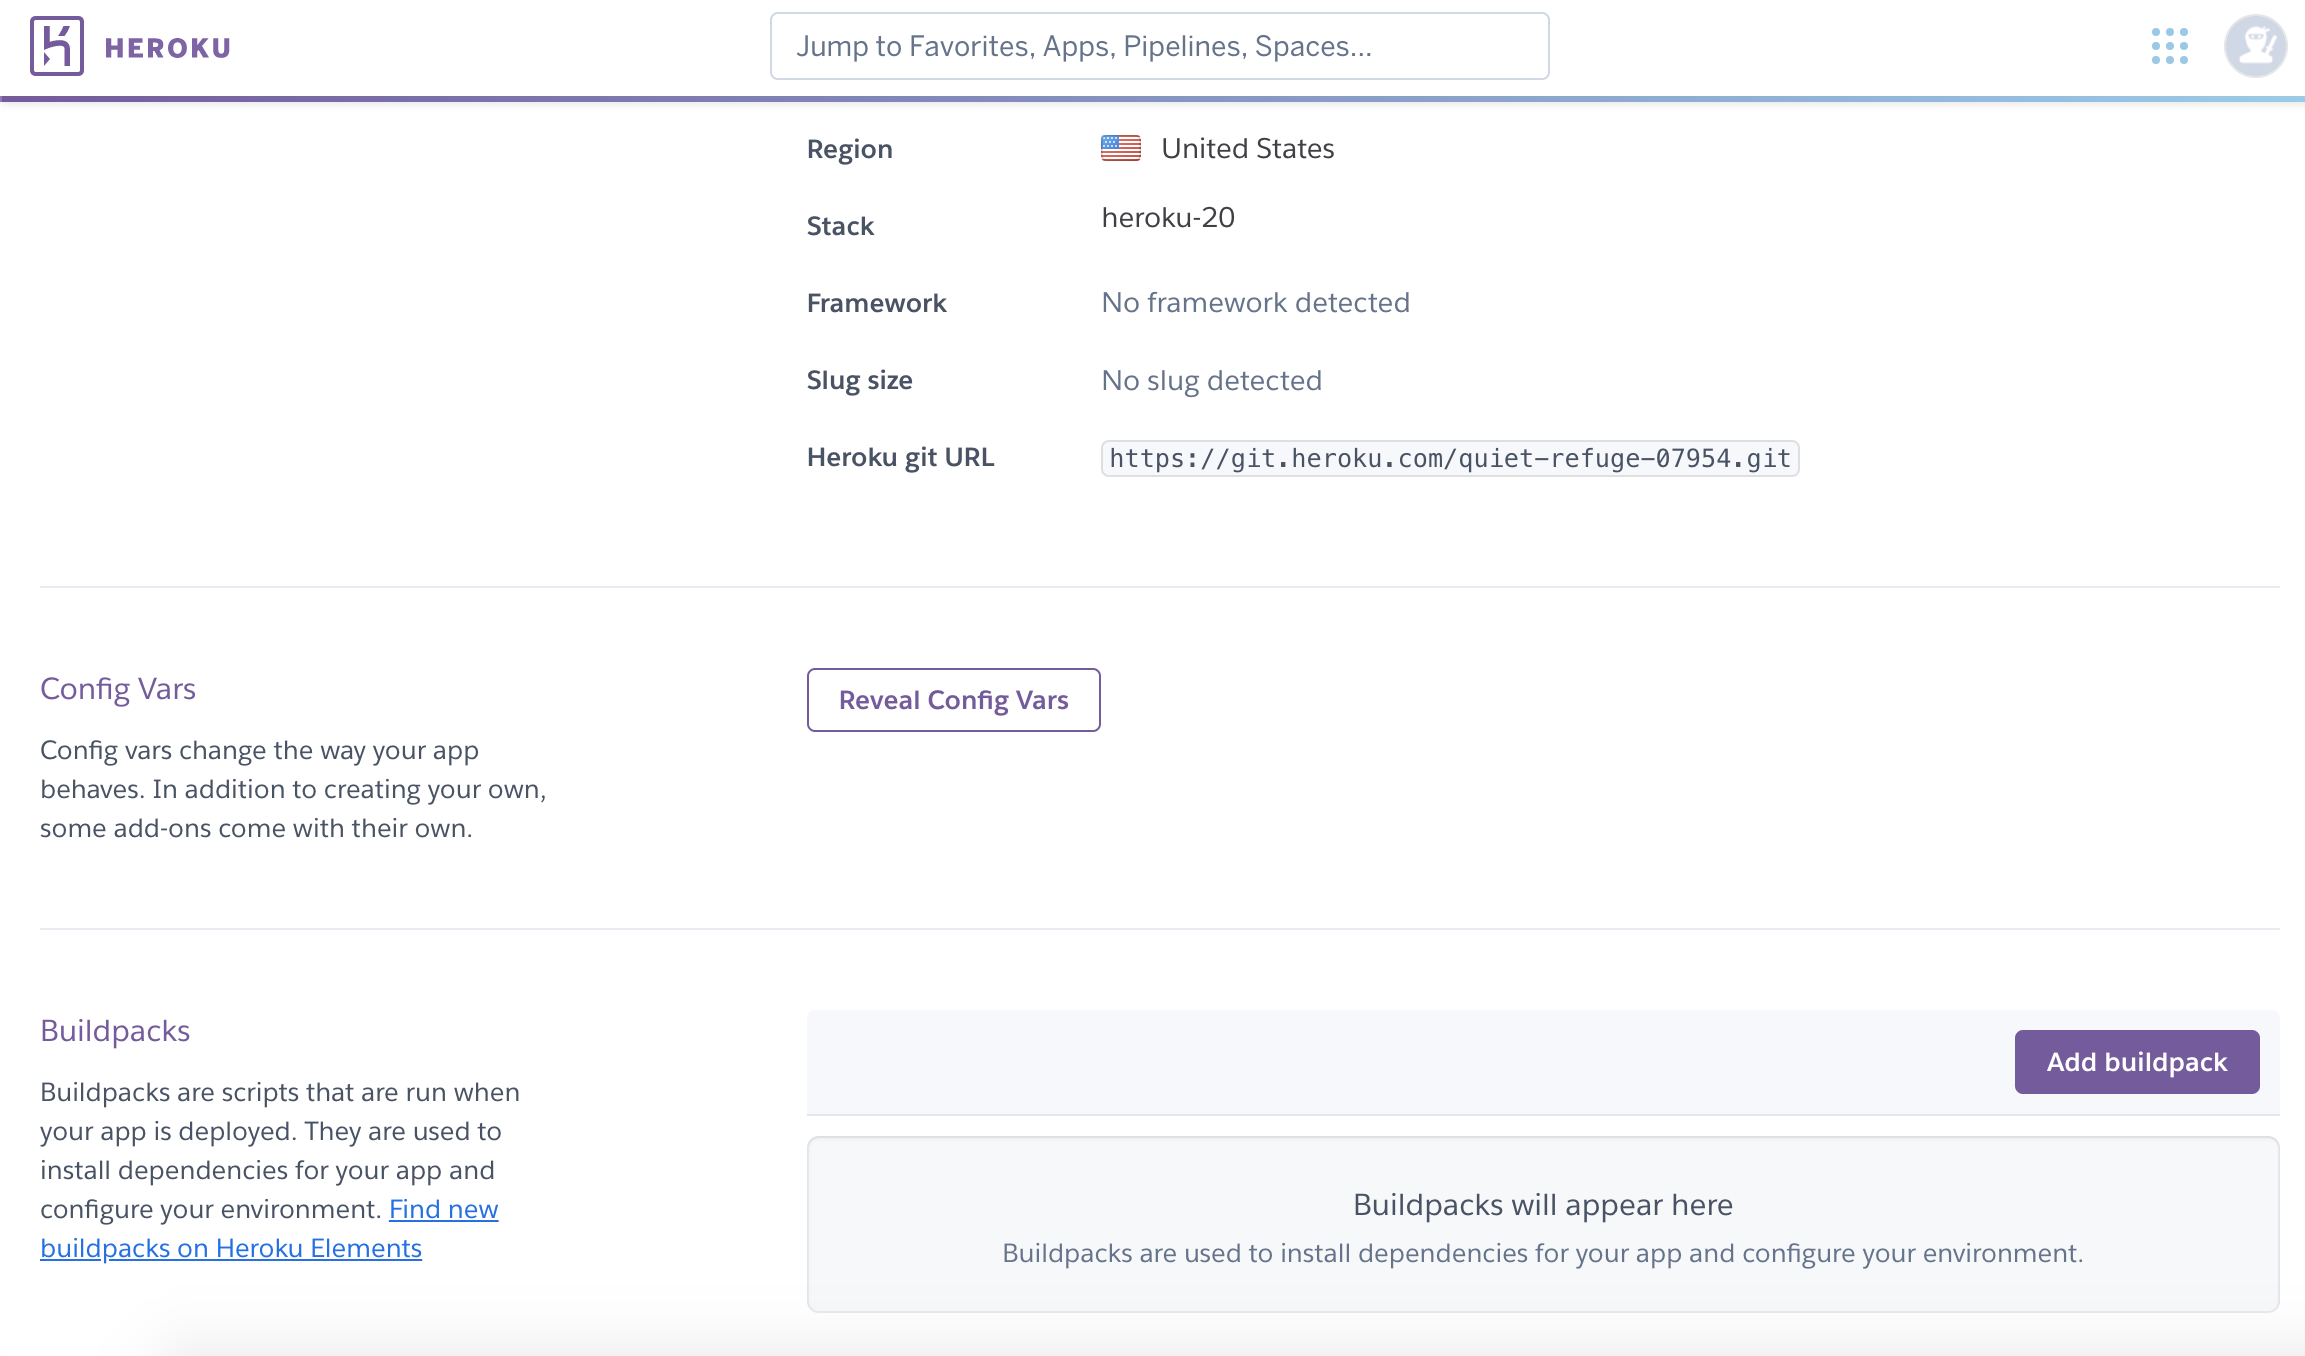 HEROKU
Jump to Favorites, Apps, Pipelines, Spaces...
Region
United States
Stack
heroku-20
Framework
No framework detected
Slug size
No slug detected
Heroku git URL
https://git.heroku.com/quiet-refuge-07954.git
Config Vars
Config vars change the way your app
behaves. In addition to creating your own,
some add-ons come with their own.
Reveal Config Vars
Buildpacks
Buildpacks are scripts that are run when
your app is deployed. They are used to
install dependencies for your app and
configure your environment. Find new
buildpacks on Heroku Elements
Add buildpack
Buildpacks will appear here
Buildpacks are used to install dependencies for your app and configure your environment.